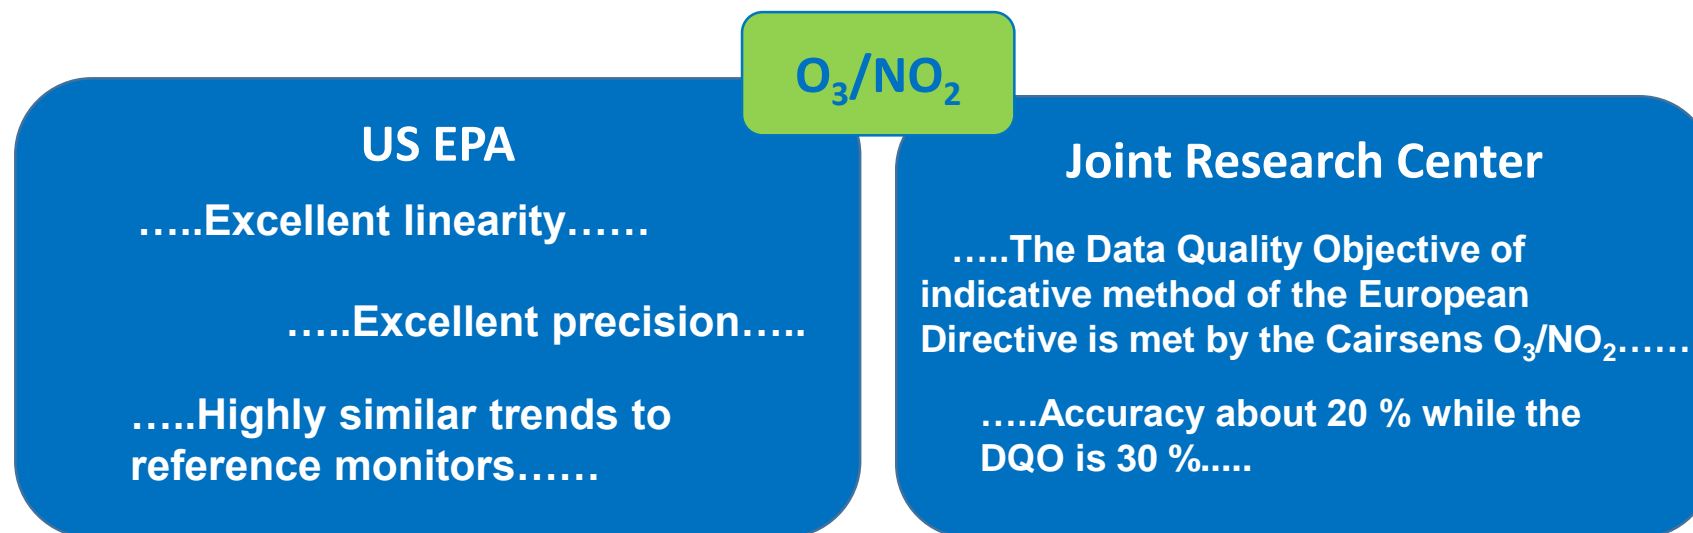 O₃/NO₂
US EPA
…..Excellent linearity……
…..Excellent precision…..
…..Highly similar trends to
reference monitors……
Joint Research Center
…..The Data Quality Objective of
indicative method of the European
Directive is met by the Cairsens O₃/NO₂……
…..Accuracy about 20 % while the
DQO is 30 %.....